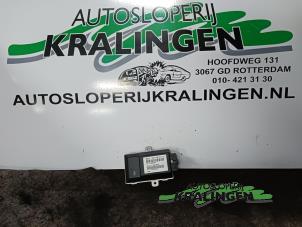 AUTOSLOPERIJ
KRALINGEN
HOOFDWEG 131
3067 GD ROTTERDAM
010-421 31 30
AUTOSLOPERIJKRALINGEN.NL
AUTOSLOPERIJ
KRALINGEN